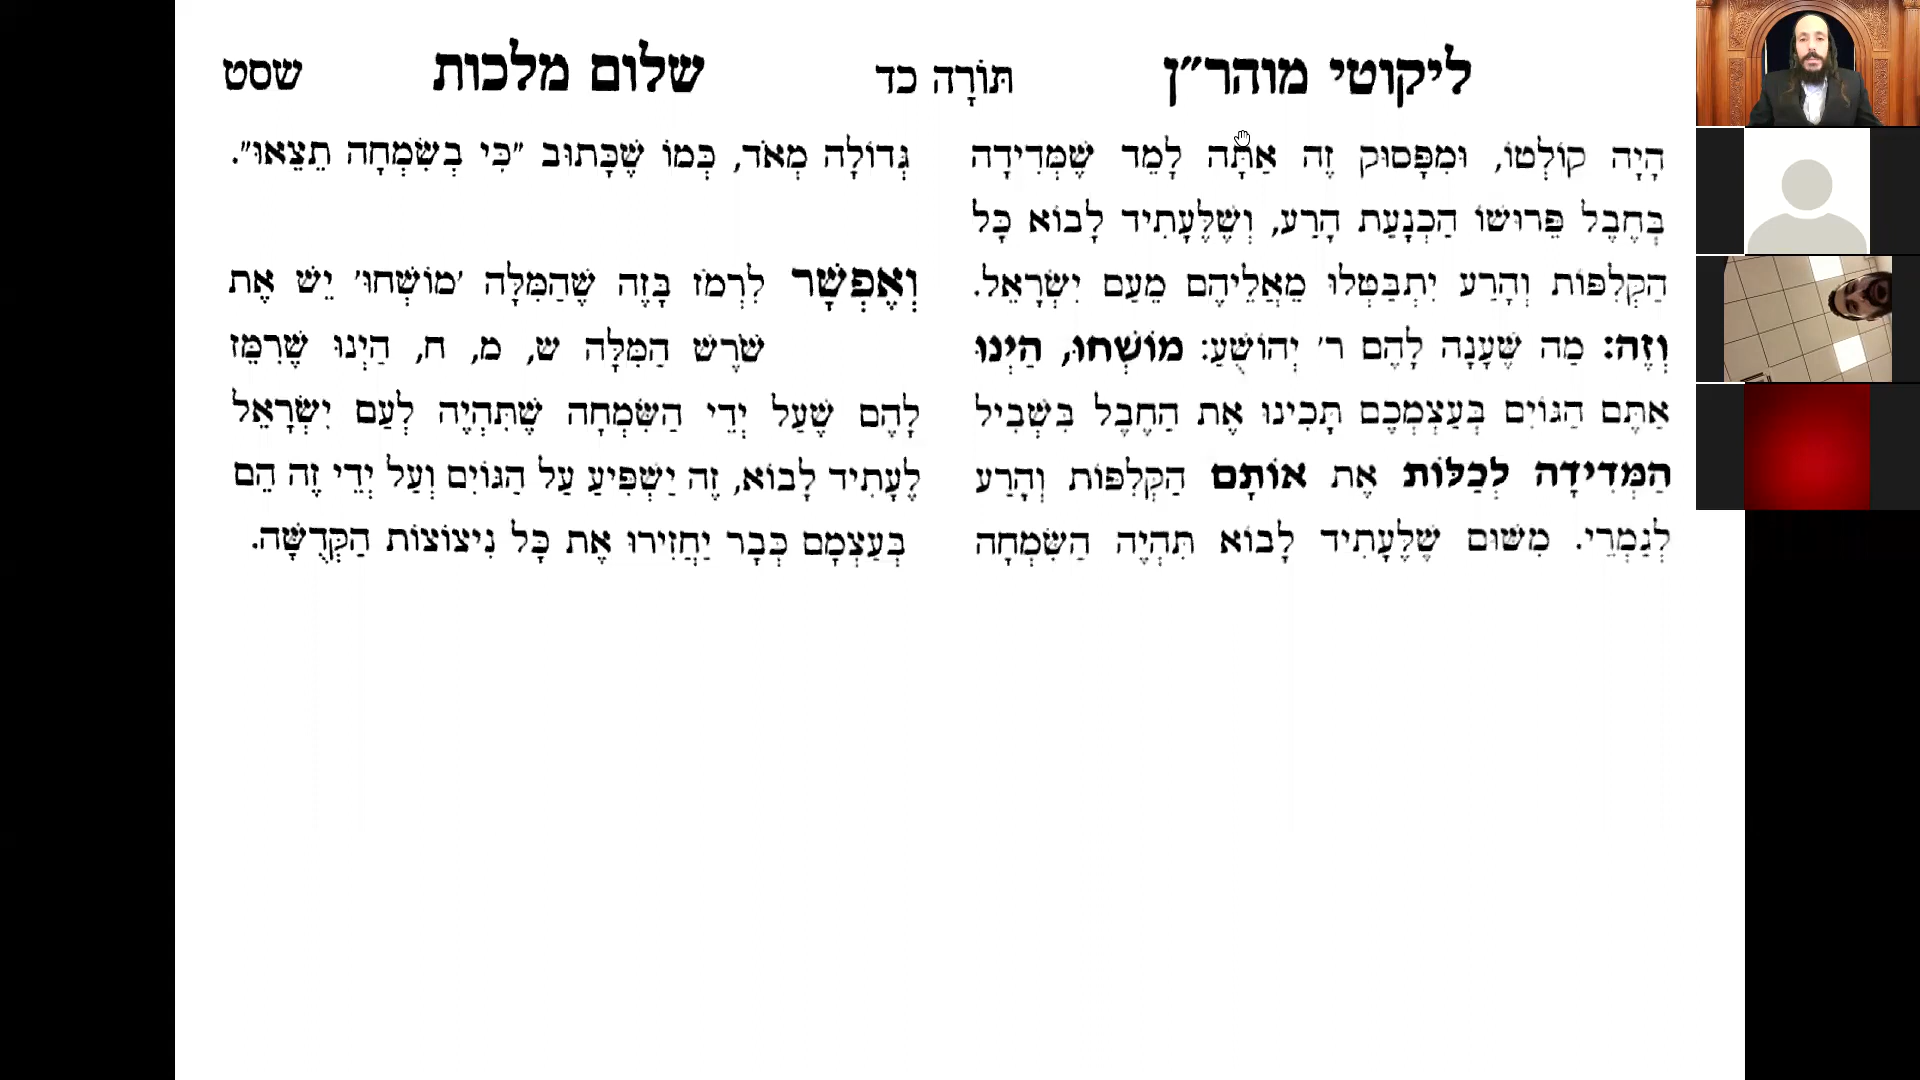 ליקוטי מוהר״ן תּוֹרָה כד שלום מלכות שסט
הָיָה קוֹלְטוֹ, וּמִפָּסוּק זֶה אַתָּה לָמֵד שֶׁמְּדִידָה
בְּחֶבֶל פֵּרוּשׁוֹ הַכְנָעַת הָרַע, וְשֶׁלֶּעָתִיד לָבוֹא כָּל
הַקְּלִפּוֹת וְהָרַע יִתְבַּטְּלוּ מֵאֲלֵיהֶם מֵעַם יִשְׂרָאֵל.
וְזֶה: מַה שֶּׁעָנָה לָהֶם ר׳ יְהוֹשֻׁעַ: מוֹשְׁחוּ, הַיְנוּ
אַתֶּם הַגּוֹיִם בְּעַצְמְכֶם תָּכִינוּ אֶת הַחֶבֶל בִּשְׁבִיל
הַמְּדִידָה לְכַלּוֹת אֶת אוֹתָם הַקְּלִפּוֹת וְהָרַע
לְגַמְרֵי. מִשּׁוּם שֶׁלֶּעָתִיד לָבוֹא תִּהְיֶה הַשִּׂמְחָה
גְּדוֹלָה מְאֹד, כְּמוֹ שֶׁכָּתוּב ״כִּי בְשִׂמְחָה תֵצֵאוּ״.
וְאֶפְשָׁר לִרְמֹז בָּזֶה שֶׁהַמִּלָּה ׳מוֹשְׁחוּ׳ יֵשׁ אֶת
שֹׁרֶשׁ הַמִּלָּה ש, מ, ח, הַיְנוּ שֶׁרִמֵּז
לָהֶם שֶׁעַל יְדֵי הַשִּׂמְחָה שֶׁתִּהְיֶה לְעַם יִשְׂרָאֵל
לֶעָתִיד לָבוֹא, זֶה יַשְׁפִּיעַ עַל הַגּוֹיִם וְעַל יְדֵי זֶה הֵם
בְּעַצְמָם כְּבָר יַחֲזִירוּ אֶת כָּל נִיצוֹצוֹת הַקְּדֻשָּׁה.